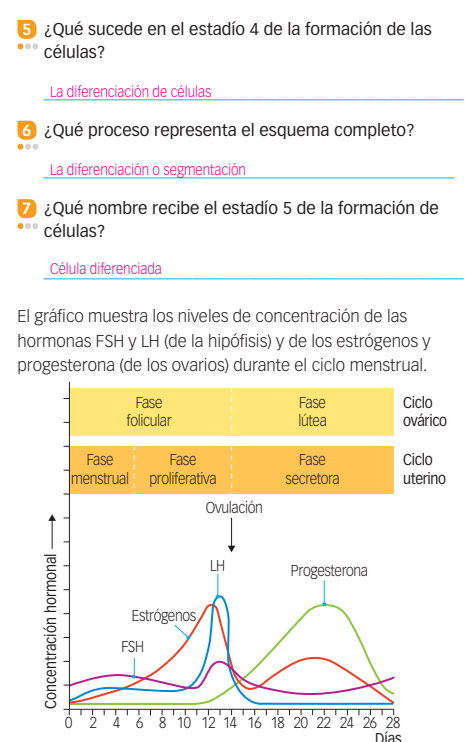 5 ¿Qué sucede en el estadío 4 de la formación de las
células?
La diferenciación de células
6 ¿Qué proceso representa el esquema completo?
La diferenciación o segmentación
7 ¿Qué nombre recibe el estadío 5 de la formación de
células?
Célula diferenciada
El gráfico muestra los niveles de concentración de las
hormonas FSH y LH (de la hipófisis) y de los estrógenos y
progesterona (de los ovarios) durante el ciclo menstrual.
Fase
folicular
Fase
lútea
Ciclo
ovárico
Fase
menstrual
Fase
proliferativa
Fase
secretora
Ciclo
uterino
Ovulación
LH
Progesterona
Estrógenos
FSH
Concentración hormonal
0 2 4 6 8 10 12 14 16 18 20 22 24 26 28
Días